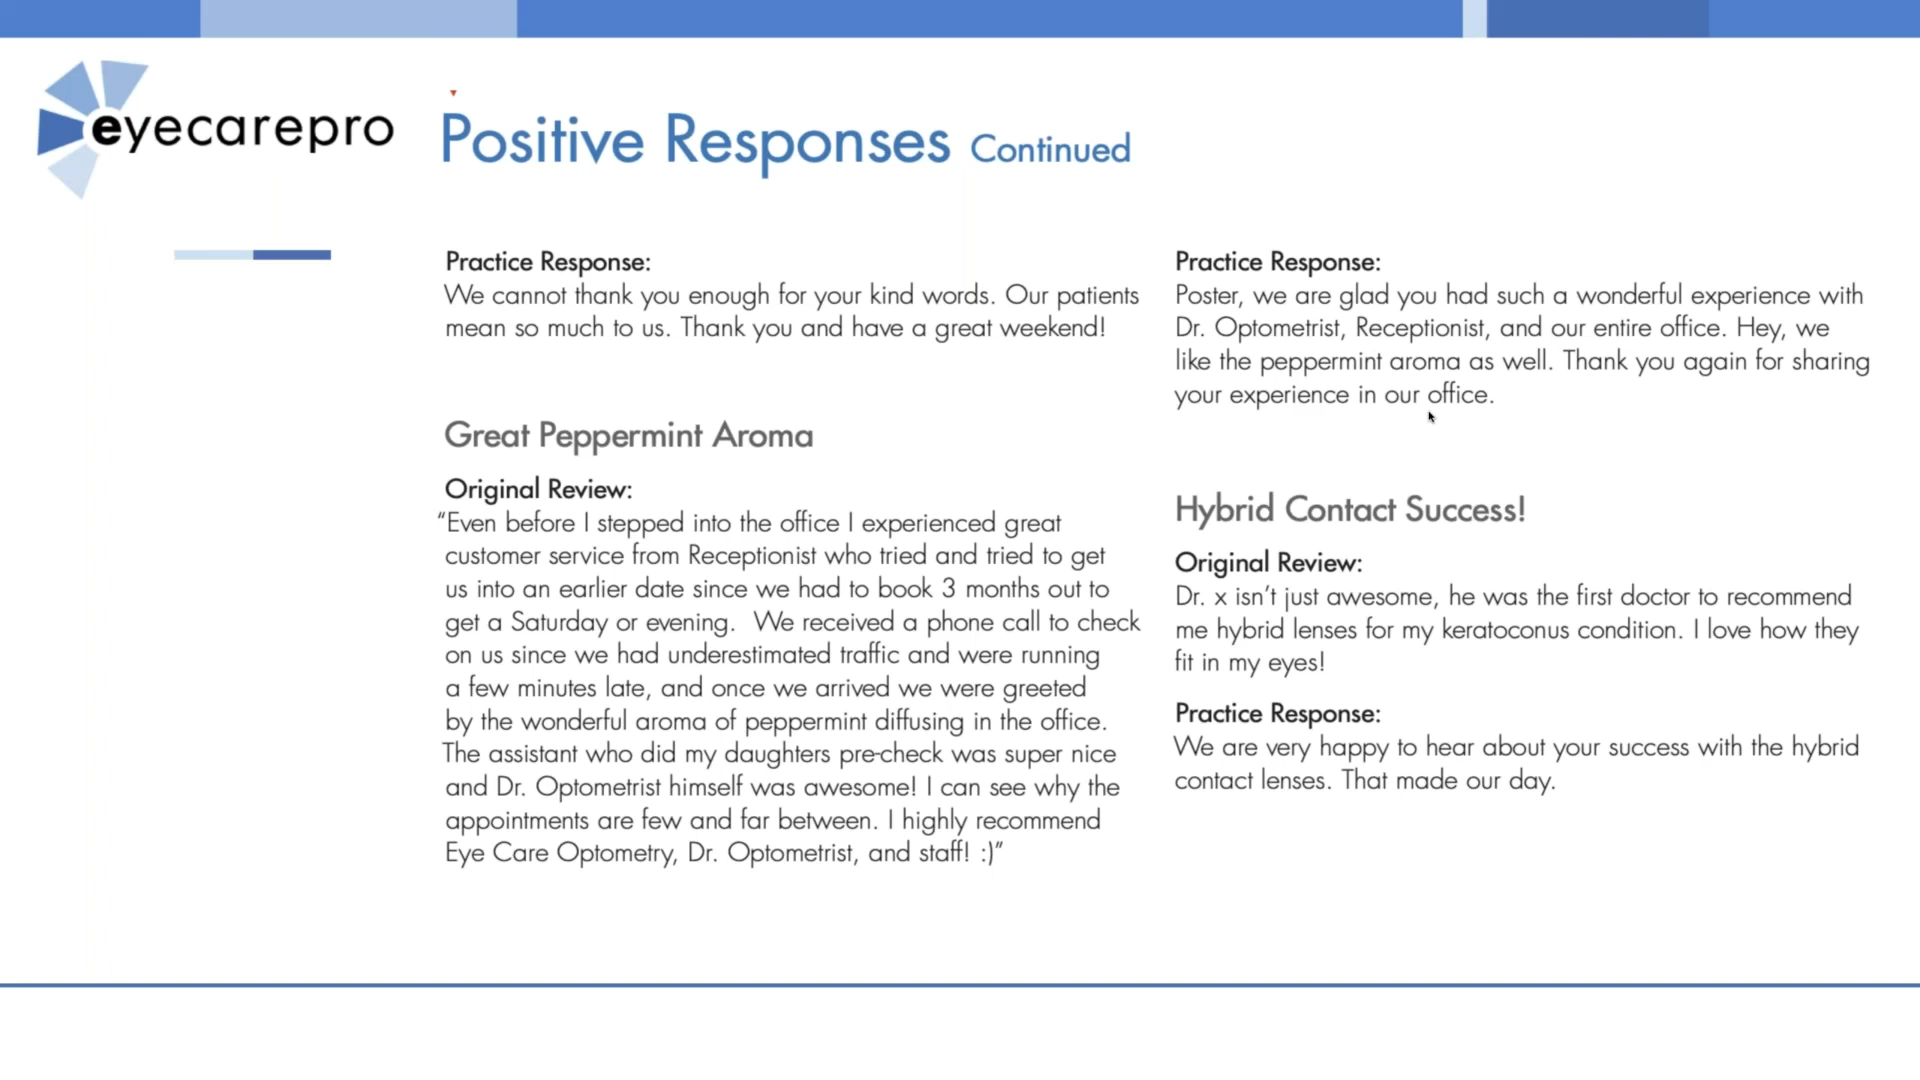 eyecarepro
Positive Responses Continued
Practice Response:
We cannot thank you enough for your kind words. Our patients
mean so much to us. Thank you and have a great weekend!
Great Peppermint Aroma
Original Review:
“Even before I stepped into the office I experienced great
customer service from Receptionist who tried and tried to get
us into an earlier date since we had to book 3 months out to
get a Saturday or evening.  We received a phone call to check
on us since we had underestimated traffic and were running
a few minutes late, and once we arrived we were greeted
by the wonderful aroma of peppermint diffusing in the office.
The assistant who did my daughters pre-check was super nice
and Dr. Optometrist himself was awesome! I can see why the
appointments are few and far between. I highly recommend
Eye Care Optometry, Dr. Optometrist, and staff! :)”
Practice Response:
Poster, we are glad you had such a wonderful experience with
Dr. Optometrist, Receptionist, and our entire office. Hey, we
like the peppermint aroma as well. Thank you again for sharing
your experience in our office.
Hybrid Contact Success!
Original Review:
Dr. x isn’t just awesome, he was the first doctor to recommend
me hybrid lenses for my keratoconus condition. I love how they
fit in my eyes!
Practice Response:
We are very happy to hear about your success with the hybrid
contact lenses. That made our day.